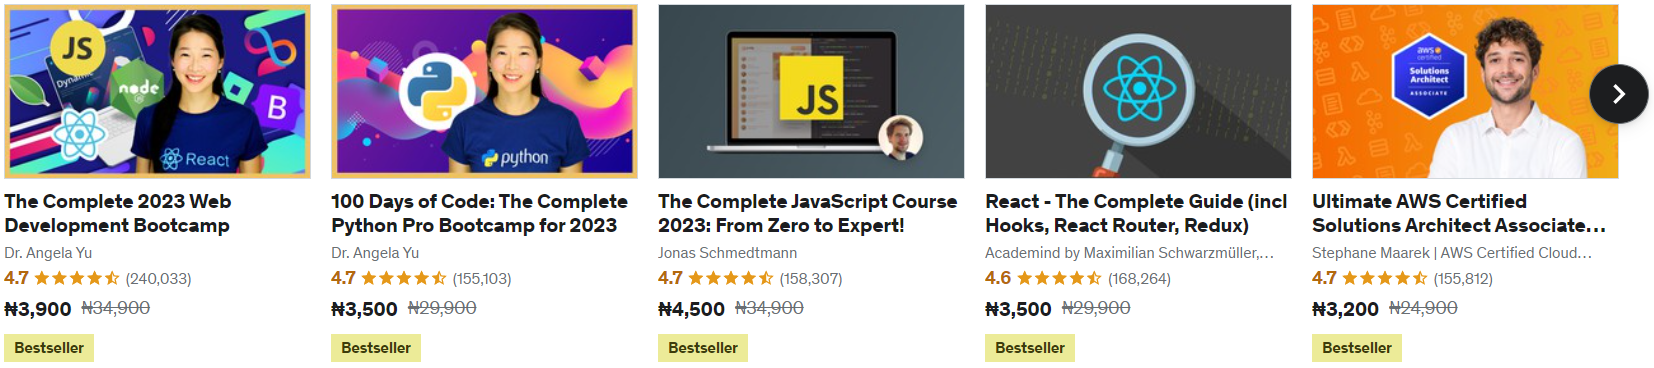 JS
Dynamic
node
JS
B
React
The Complete 2023 Web
Development Bootcamp
Dr. Angela Yu
4.7 (240,033)
₦3,900 ₦34,900
Bestseller
python
100 Days of Code: The Complete
Python Pro Bootcamp for 2023
Dr. Angela Yu
4.7 (155,103)
₦3,500 ₦29,900
Bestseller
JS
The Complete JavaScript Course
2023: From Zero to Expert!
Jonas Schmedtmann
4.7 (158,307)
₦4,500 ₦34,900
Bestseller
React - The Complete Guide (incl
Hooks, React Router, Redux)
Academind by Maximilian Schwarzmüller,...
4.6 (168,264)
₦3,500 ₦29,900
Bestseller
aws
certified
Solutions
Architect
ASSOCIATE
Ultimate AWS Certified
Solutions Architect Associate...
Stephane Maarek | AWS Certified Cloud...
4.7 (155,812)
₦3,200 ₦24,900
Bestseller